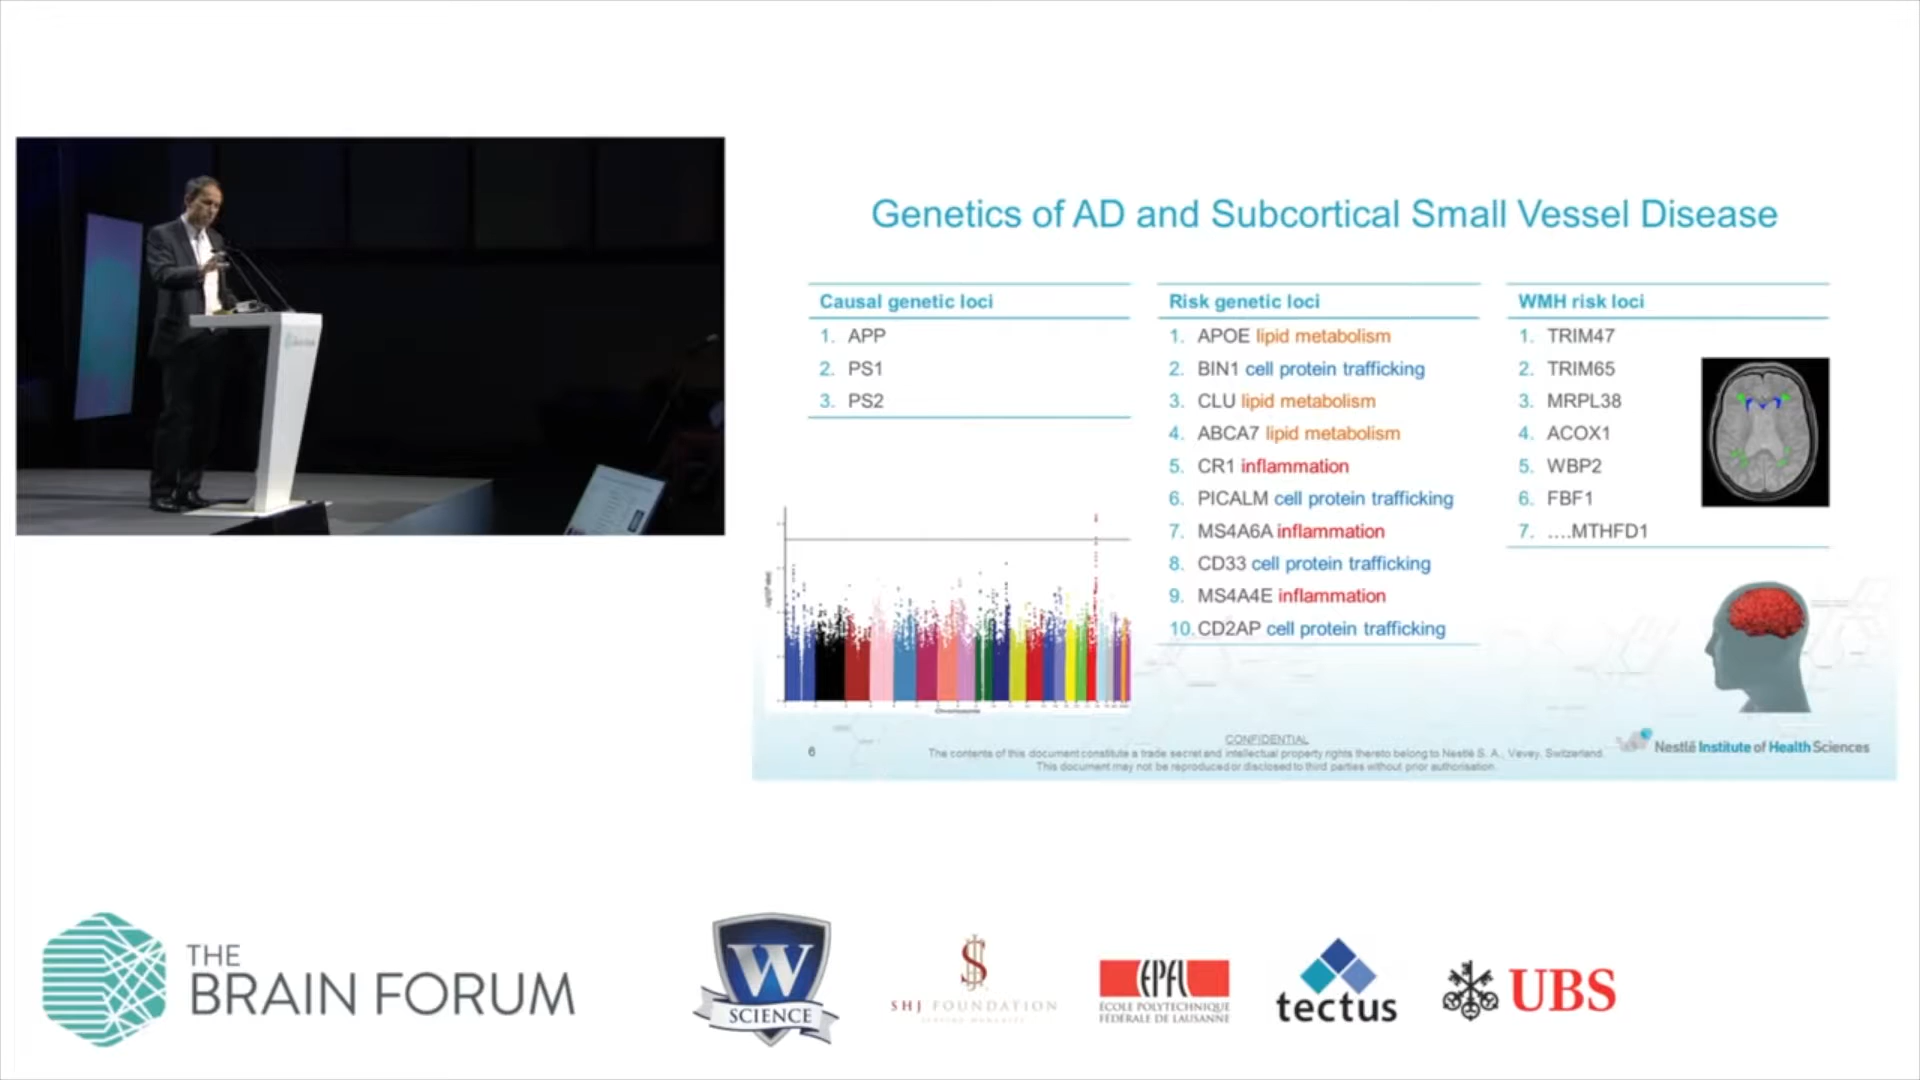 Genetics of AD and Subcortical Small Vessel Disease
Causal genetic loci
1. APP
2. PS1
3. PS2
Risk genetic loci
1. APOE lipid metabolism
2. BIN1 cell protein trafficking
3. CLU lipid metabolism
4. ABCA7 lipid metabolism
5. CR1 inflammation
6. PICALM cell protein trafficking
7. MS4A6A inflammation
8. CD33 cell protein trafficking
9. MS4A4E inflammation
10. CD2AP cell protein trafficking
WMH risk loci
1. TRIM47
2. TRIM65
3. MRPL38
4. ACOX1
5. WBP2
6. FBF1
7. ....MTHFD1
Chromosome
6
CONFIDENTIAL
The contents of this document constitute a trade secret and intellectual property rights thereto belong to Nestlé S. A., Vevey, Switzerland.
This document may not be reproduced or disclosed to third parties without prior authorisation.
Nestlé Institute of Health Sciences
THE
BRAIN FORUM
W
SCIENCE
SHJ FOUNDATION
EPFL
ÉCOLE POLYTECHNIQUE
FÉDÉRALE DE LAUSANNE
tectus
UBS